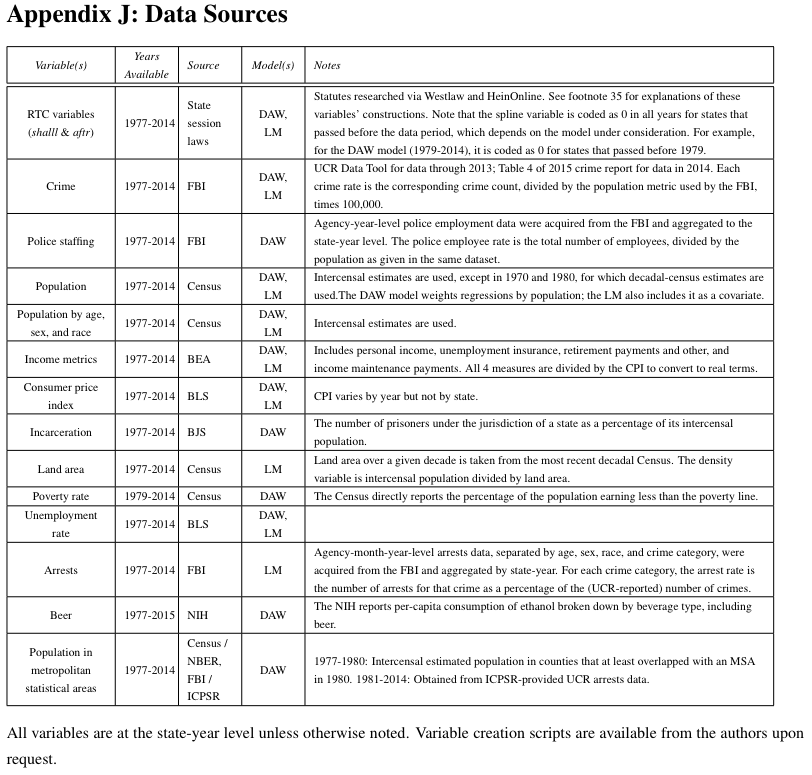 Appendix J: Data Sources
Variable(s)
Years
Available
Source
Model(s)
Notes
RTC variables
(shalll & aftr)
1977-2014
State
session
laws
DAW,
LM
Statutes researched via Westlaw and HeinOnline. See footnote 35 for explanations of these
variables' constructions. Note that the spline variable is coded as 0 in all years for states that
passed before the data period, which depends on the model under consideration. For example,
for the DAW model (1979-2014), it is coded as 0 for states that passed before 1979.
Crime
1977-2014
FBI
DAW,
LM
UCR Data Tool for data through 2013; Table 4 of 2015 crime report for data in 2014. Each
crime rate is the corresponding crime count, divided by the population metric used by the FBI,
times 100,000.
Police staffing
1977-2014
FBI
DAW
Agency-year-level police employment data were acquired from the FBI and aggregated to the
state-year level. The police employee rate is the total number of employees, divided by the
population as given in the same dataset.
Population
1977-2014
Census
DAW,
LM
Intercensal estimates are used, except in 1970 and 1980, for which decadal-census estimates are
used.The DAW model weights regressions by population; the LM also includes it as a covariate.
Population by age,
sex, and race
1977-2014
Census
DAW,
LM
Intercensal estimates are used.
Income metrics
1977-2014
BEA
DAW,
LM
Includes personal income, unemployment insurance, retirement payments and other, and
income maintenance payments. All 4 measures are divided by the CPI to convert to real terms.
Consumer price
index
1977-2014
BLS
DAW,
LM
CPI varies by year but not by state.
Incarceration
1977-2014
BJS
DAW
The number of prisoners under the jurisdiction of a state as a percentage of its intercensal
population.
Land area
1977-2014
Census
LM
Land area over a given decade is taken from the most recent decadal Census. The density
variable is intercensal population divided by land area.
Poverty rate
1979-2014
Census
DAW
The Census directly reports the percentage of the population earning less than the poverty line.
Unemployment
rate
1977-2014
BLS
DAW,
LM
Arrests
1977-2014
FBI
LM
Agency-month-year-level arrests data, separated by age, sex, race, and crime category, were
acquired from the FBI and aggregated by state-year. For each crime category, the arrest rate is
the number of arrests for that crime as a percentage of the (UCR-reported) number of crimes.
Beer
1977-2015
NIH
DAW
The NIH reports per-capita consumption of ethanol broken down by beverage type, including
beer.
Population in
metropolitan
statistical areas
1977-2014
Census /
NBER,
FBI /
ICPSR
DAW
1977-1980: Intercensal estimated population in counties that at least overlapped with an MSA
in 1980. 1981-2014: Obtained from ICPSR-provided UCR arrests data.
All variables are at the state-year level unless otherwise noted. Variable creation scripts are available from the authors upon
request.